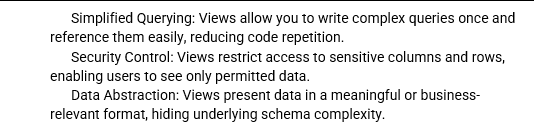 Simplified Querying: Views allow you to write complex queries once and
reference them easily, reducing code repetition.
Security Control: Views restrict access to sensitive columns and rows,
enabling users to see only permitted data.
Data Abstraction: Views present data in a meaningful or business-
relevant format, hiding underlying schema complexity.